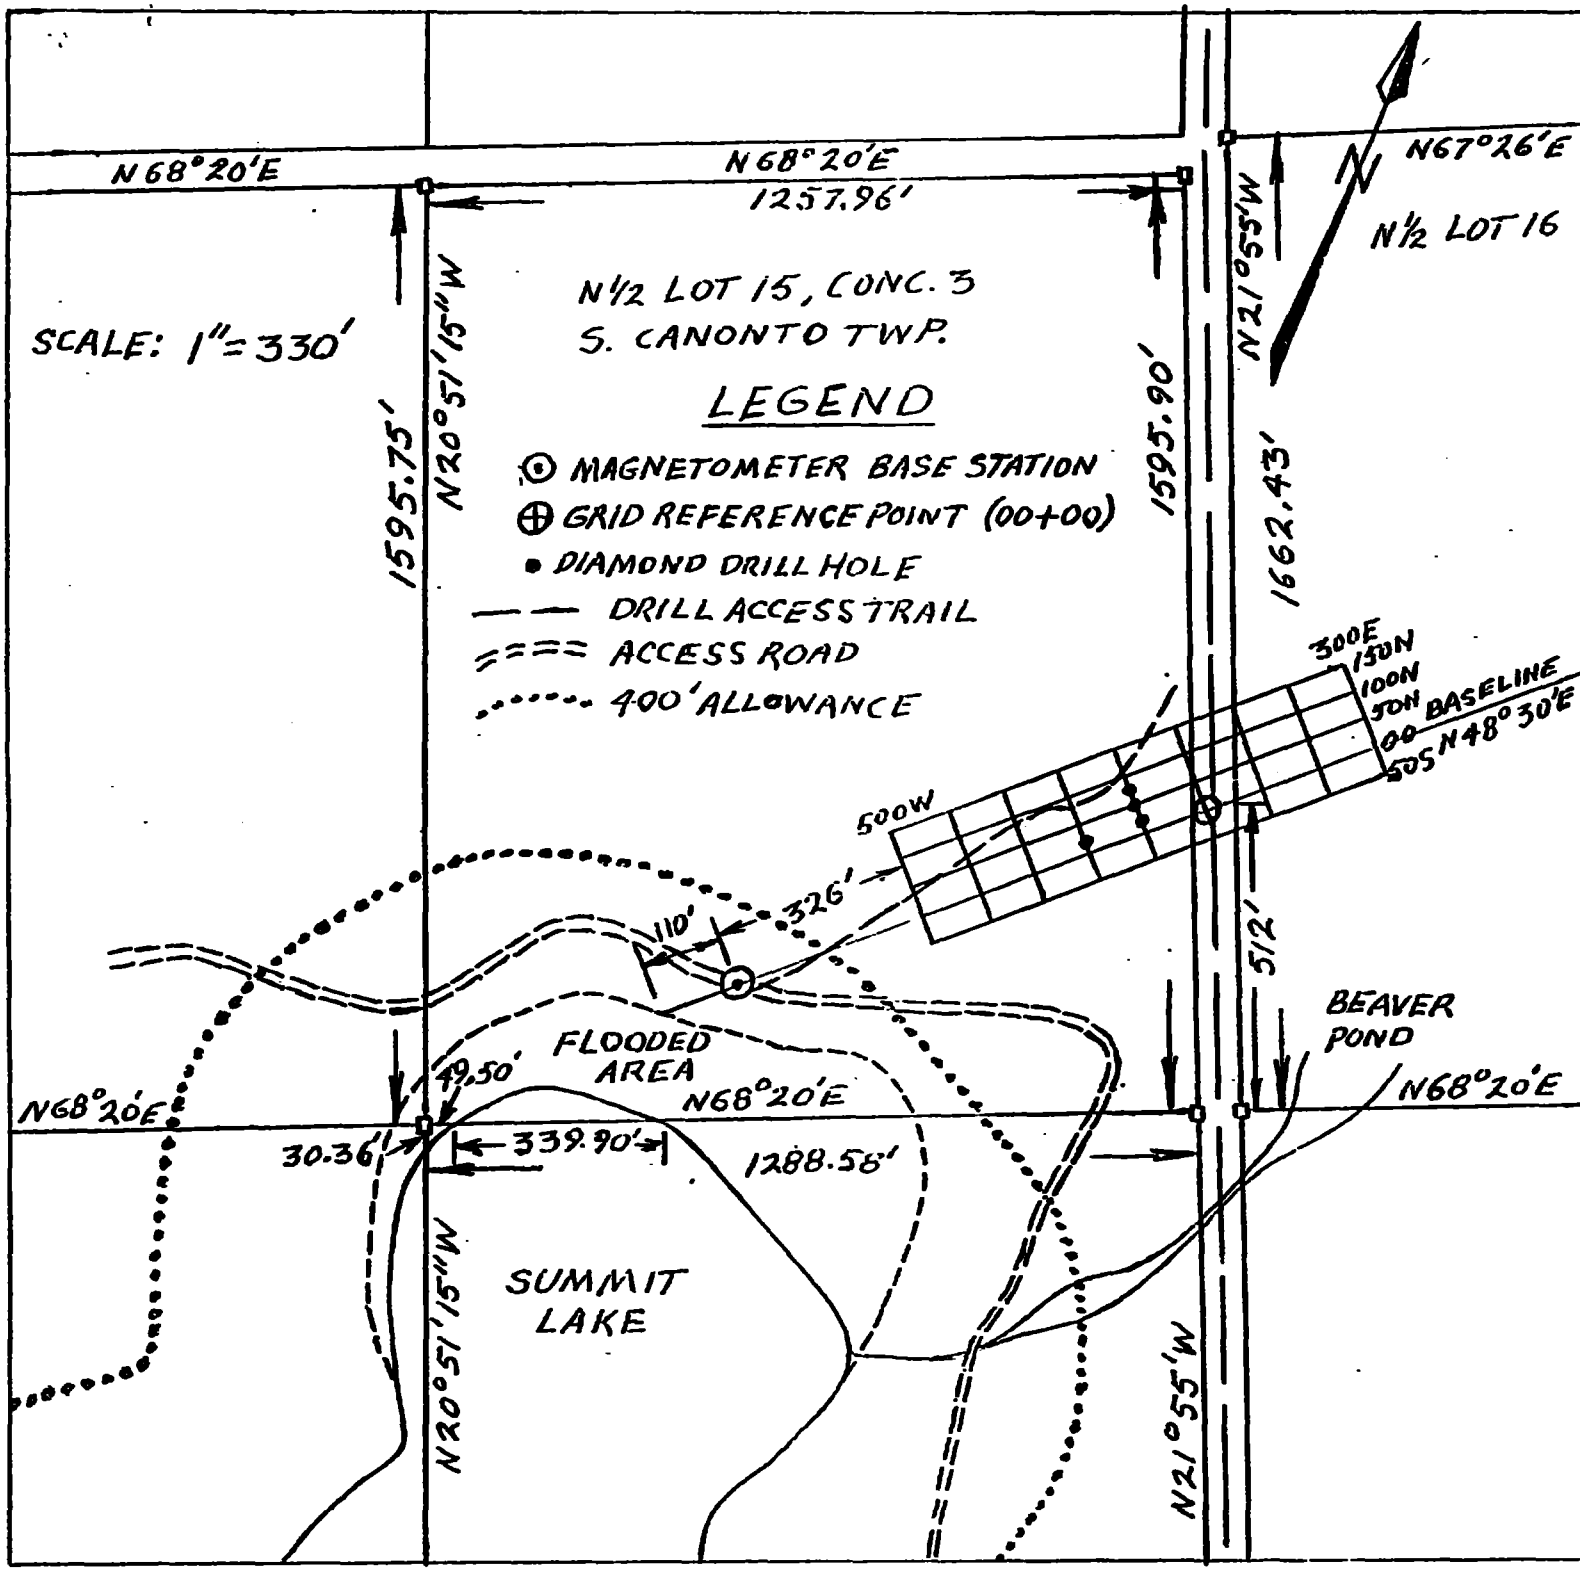 N68°20'E
N68°20'E
1257.96'
N67°26'E
N
N½ LOT 16
N21°55'W
N½ LOT 15, CONC. 3
S. CANONTO TWP.
SCALE: 1"=330'
N20°51'15"W
1595.75'
LEGEND
MAGNETOMETER BASE STATION
GRID REFERENCE POINT (00+00)
DIAMOND DRILL HOLE
DRILL ACCESS TRAIL
ACCESS ROAD
400' ALLOWANCE
1595.90'
1662.43'
300E
150N
100N
50N
00 BASELINE
50S N48°30'E
500W
326'
110'
512'
BEAVER
POND
FLOODED
AREA
49.50'
N68°20'E
N68°20'E
N68°20'E
30.36'
339.90'
1288.58'
SUMMIT
LAKE
N20°51'15"W
N21°55'W